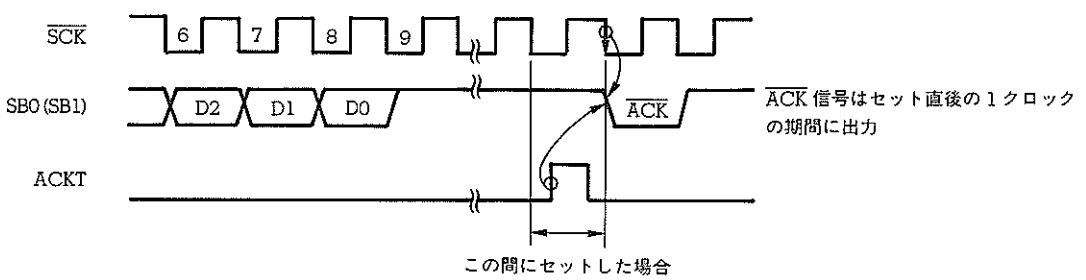 SCK 6 7 8 9
SB0(SB1) D2 D1 D0 ACK
ACK 信号はセット直後の1クロック
の期間に出力
ACKT
この間にセットした場合